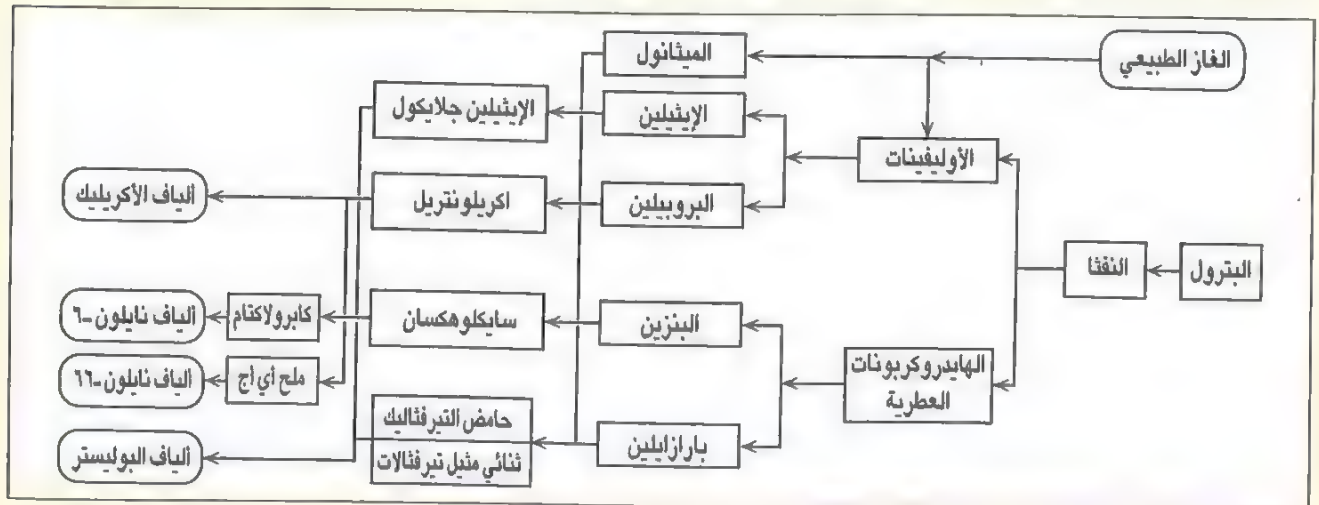 الغاز الطبيعي
الميثانول
الإيثيلين
الإيثيلين جلايكول
الأوليفينات
البروبيلين
اكريلونتريل
ألياف الأكريليك
البترول
النفثا
البنزين
سايكلوهكسان
كابرولاكتام
ألياف نايلون-٦
الهايدروكربونات
العطرية
ملح أي أج
ألياف نايلون-٦٦
بارازايلين
حامض التيرفثاليك
ثنائي مثيل تيرفثالات
ألياف البوليستر